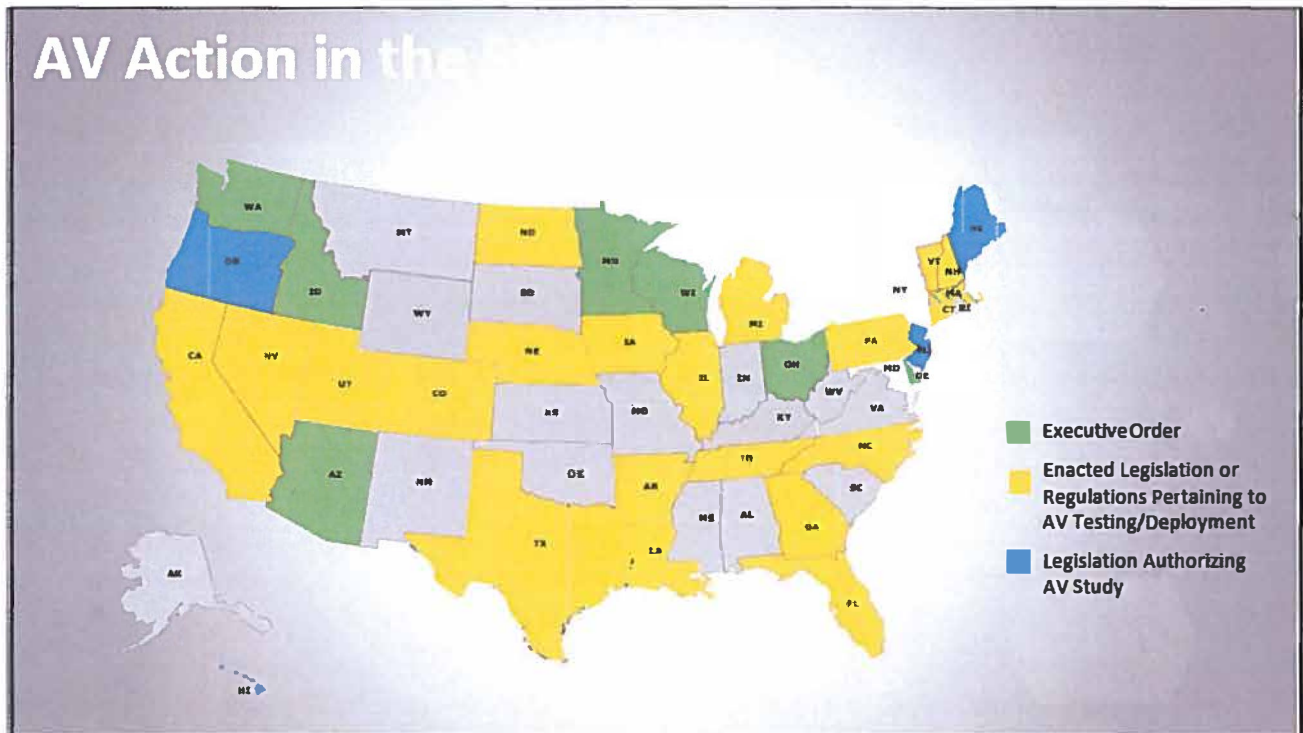 AV Action in the S
WA
MT
ND
MN
OR
ID
WY
SD
WI
ME
VT
NH
NY
MA
CT
RI
MI
CA
NV
UT
CO
NE
IA
IL
IN
OH
PA
NJ
MD
DE
WV
VA
KS
MO
KY
AZ
NM
OK
AR
TN
NC
SC
TX
LA
MS
AL
GA
FL
AK
HI
Executive Order
Enacted Legislation or
Regulations Pertaining to
AV Testing/Deployment
Legislation Authorizing
AV Study